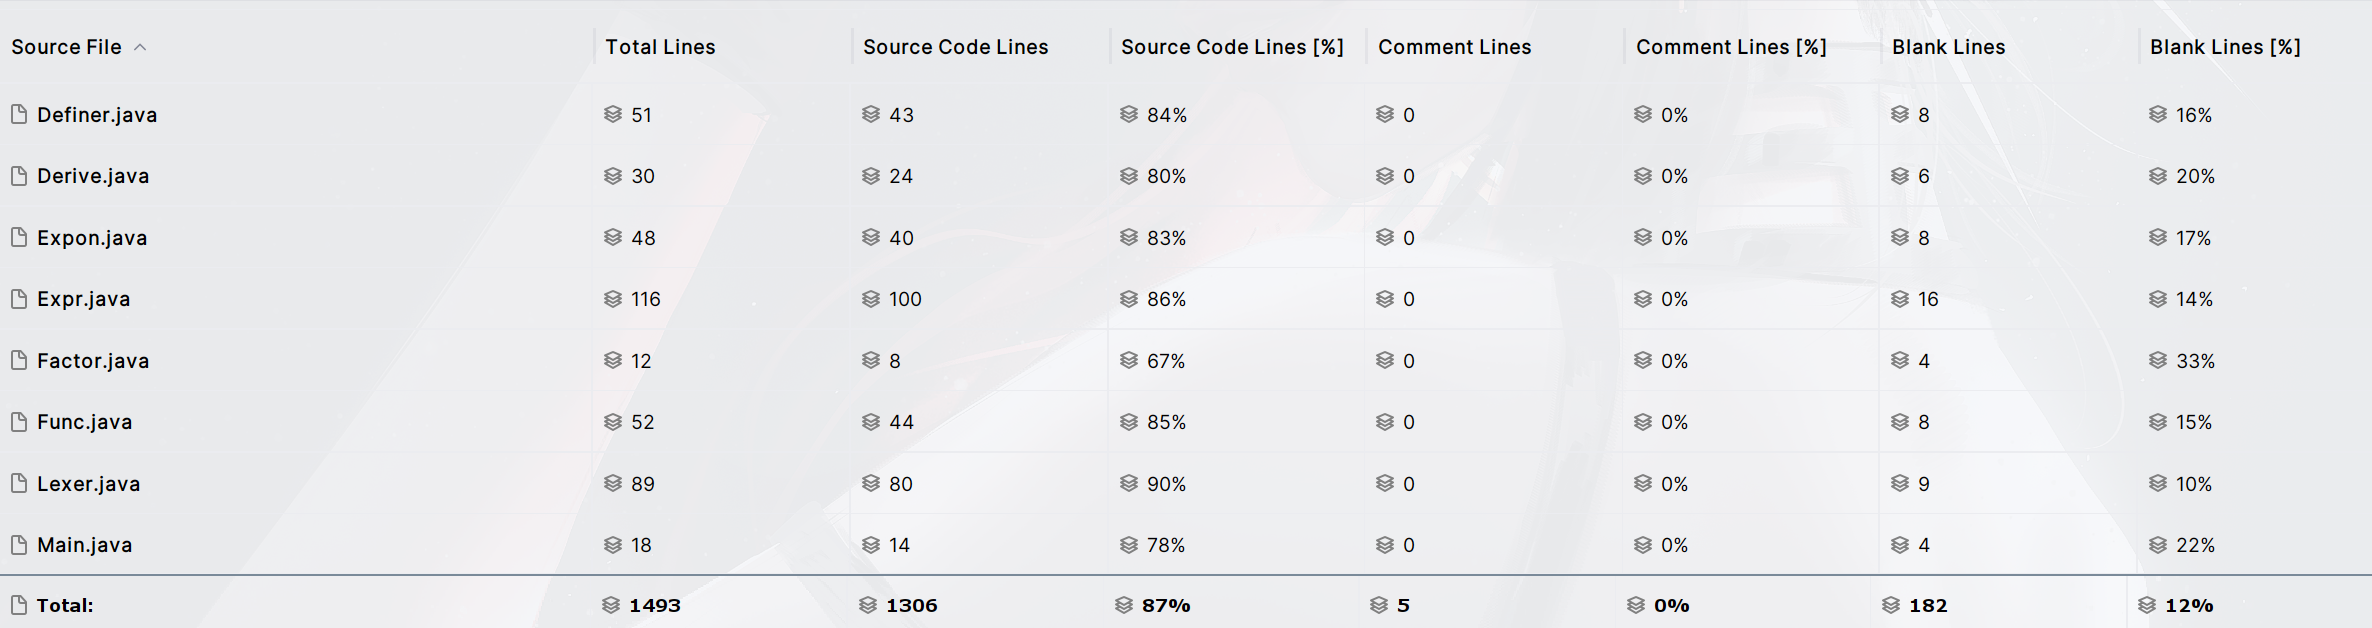 Source File Total Lines Source Code Lines Source Code Lines [%] Comment Lines Comment Lines [%] Blank Lines Blank Lines [%]
Definer.java 51 43 84% 0 0% 8 16%
Derive.java 30 24 80% 0 0% 6 20%
Expon.java 48 40 83% 0 0% 8 17%
Expr.java 116 100 86% 0 0% 16 14%
Factor.java 12 8 67% 0 0% 4 33%
Func.java 52 44 85% 0 0% 8 15%
Lexer.java 89 80 90% 0 0% 9 10%
Main.java 18 14 78% 0 0% 4 22%
Total: 1493 1306 87% 5 0% 182 12%